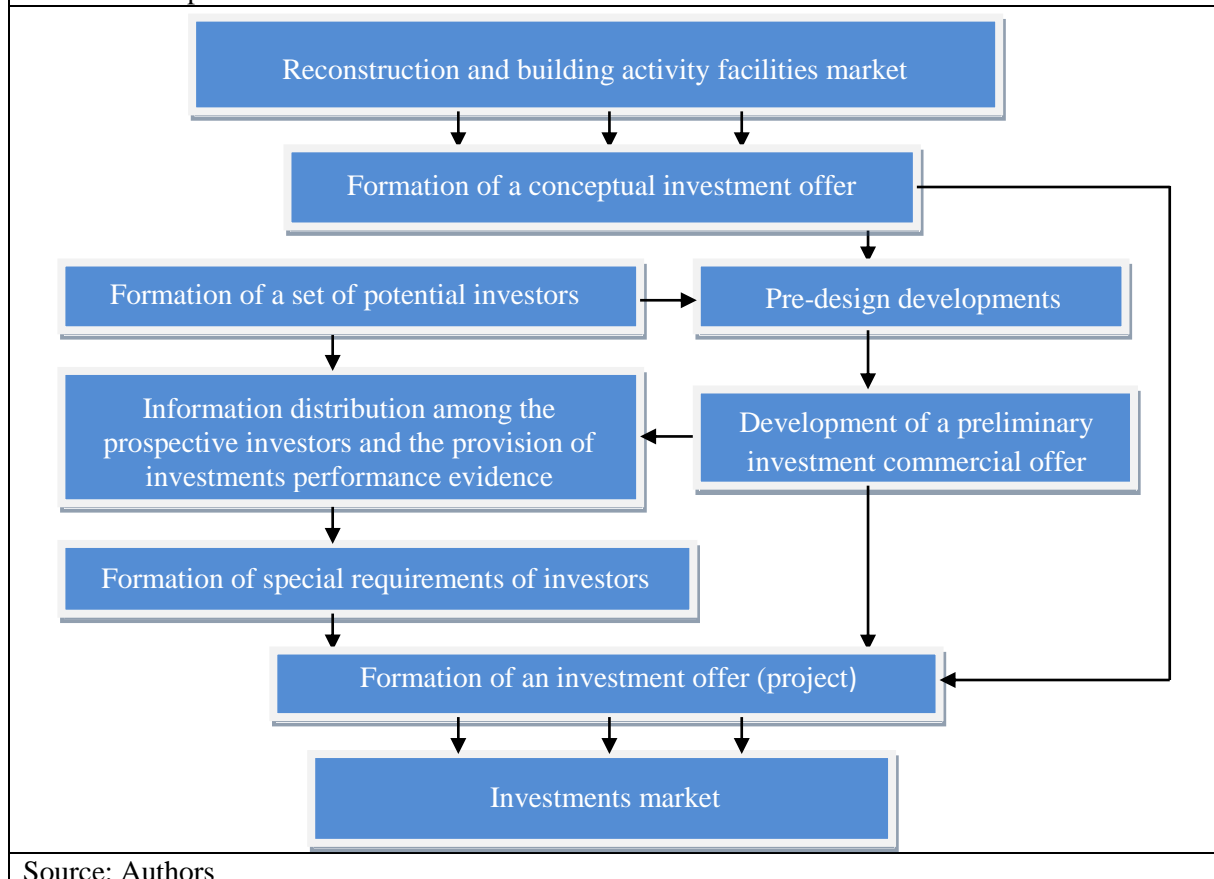 Reconstruction and building activity facilities market
Formation of a conceptual investment offer
Formation of a set of potential investors
Pre-design developments
Information distribution among the
prospective investors and the provision of
investments performance evidence
Development of a preliminary
investment commercial offer
Formation of special requirements of investors
Formation of an investment offer (project)
Investments market
Source: Authors